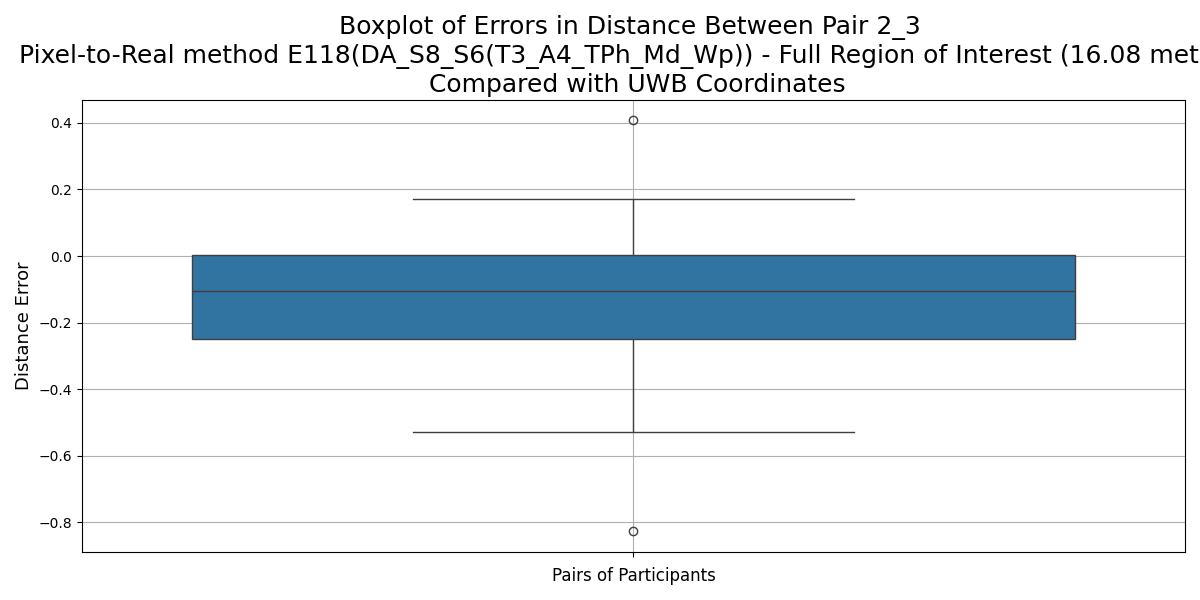 Boxplot of Errors in Distance Between Pair 2_3
Pixel-to-Real method E118(DA_S8_S6(T3_A4_TPh_Md_Wp)) - Full Region of Interest (16.08 met
Compared with UWB Coordinates
0.4
0.2
0.0
−0.2
−0.4
−0.6
−0.8
Distance Error
Pairs of Participants